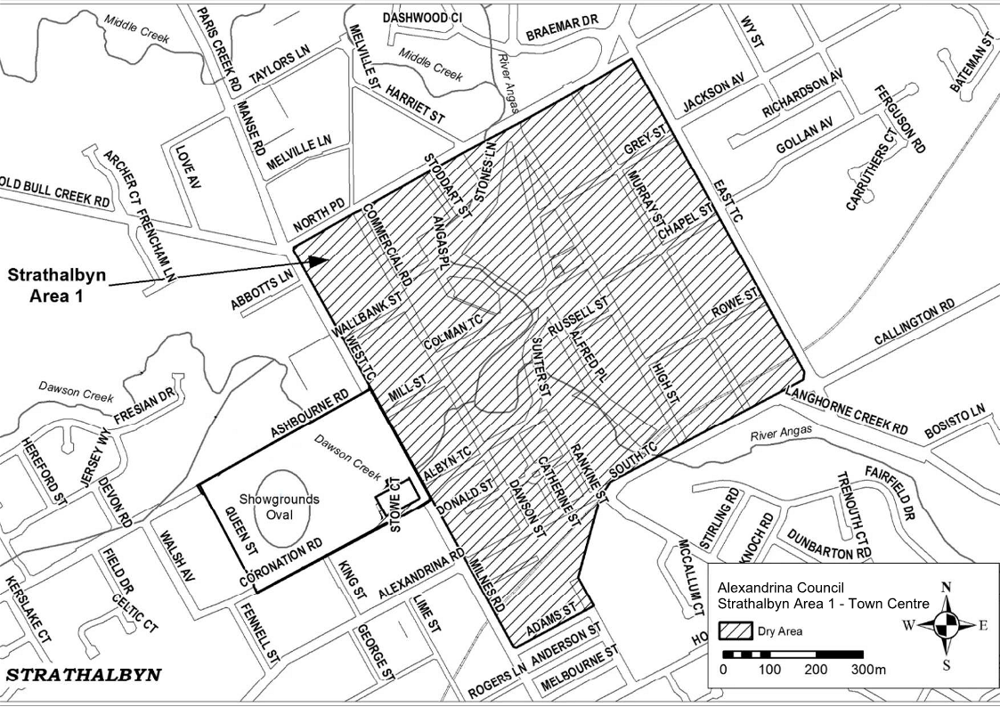 DASHWOOD CI
BRAEMAR DR
WY ST
BATEMAN ST
Middle Creek
PARIS CREEK RD
TAYLORS LN
MELVILLE ST
Middle Creek
River Angas
JACKSON AV
RICHARDSON AV
GOLLAN AV
FERGUSON RD
CARRUTHERS CT
HARRIET ST
MANSE RD
MELVILLE LN
LOVE AV
ARCHER CT
OLD BULL CREEK RD
FRENCHAM LN
NORTH PD
STODDART ST
STONES LN
GREY ST
MURRAY ST
CHAPEL ST
EAST TC
COMMERCIAL RD
ANGAS PL
Strathalbyn
Area 1
ABBOTTS LN
WALLBANK ST
COLMAN TC
WEST TC
RUSSELL ST
ROWE ST
CALLINGTON RD
SUNTER ST
ALFRED PL
HIGH ST
MILL ST
LANGHORNE CREEK RD
BOSISTO LN
River Angas
Dawson Creek
FRESIAN DR
ASHBOURNE RD
Dawson Creek
HEREFORD ST
JERSEY WY
DEVON RD
ALBYN TC
SOUTH TC
RANKINE ST
CATHERINE ST
DAWSON ST
DONALD ST
STOWE CT
Showgrounds
Oval
QUEEN ST
CORONATION RD
WALSH AV
FIELD DR
CELTIC CT
KERSLAKE CT
FENNELL ST
KING ST
ALEXANDRINA RD
MILNES RD
LIME ST
GEORGE ST
ADAMS ST
ANDERSON ST
ROGERS LN
MELBOURNE ST
STIRLING RD
KNOCH RD
TRENOUTH CT
FAIRFIELD DR
DUNBARTON RD
MCCALLUM CT
HO
Alexandrina Council
Strathalbyn Area 1 - Town Centre
Dry Area
0 100 200 300m
N
W E
S
STRATHALBYN